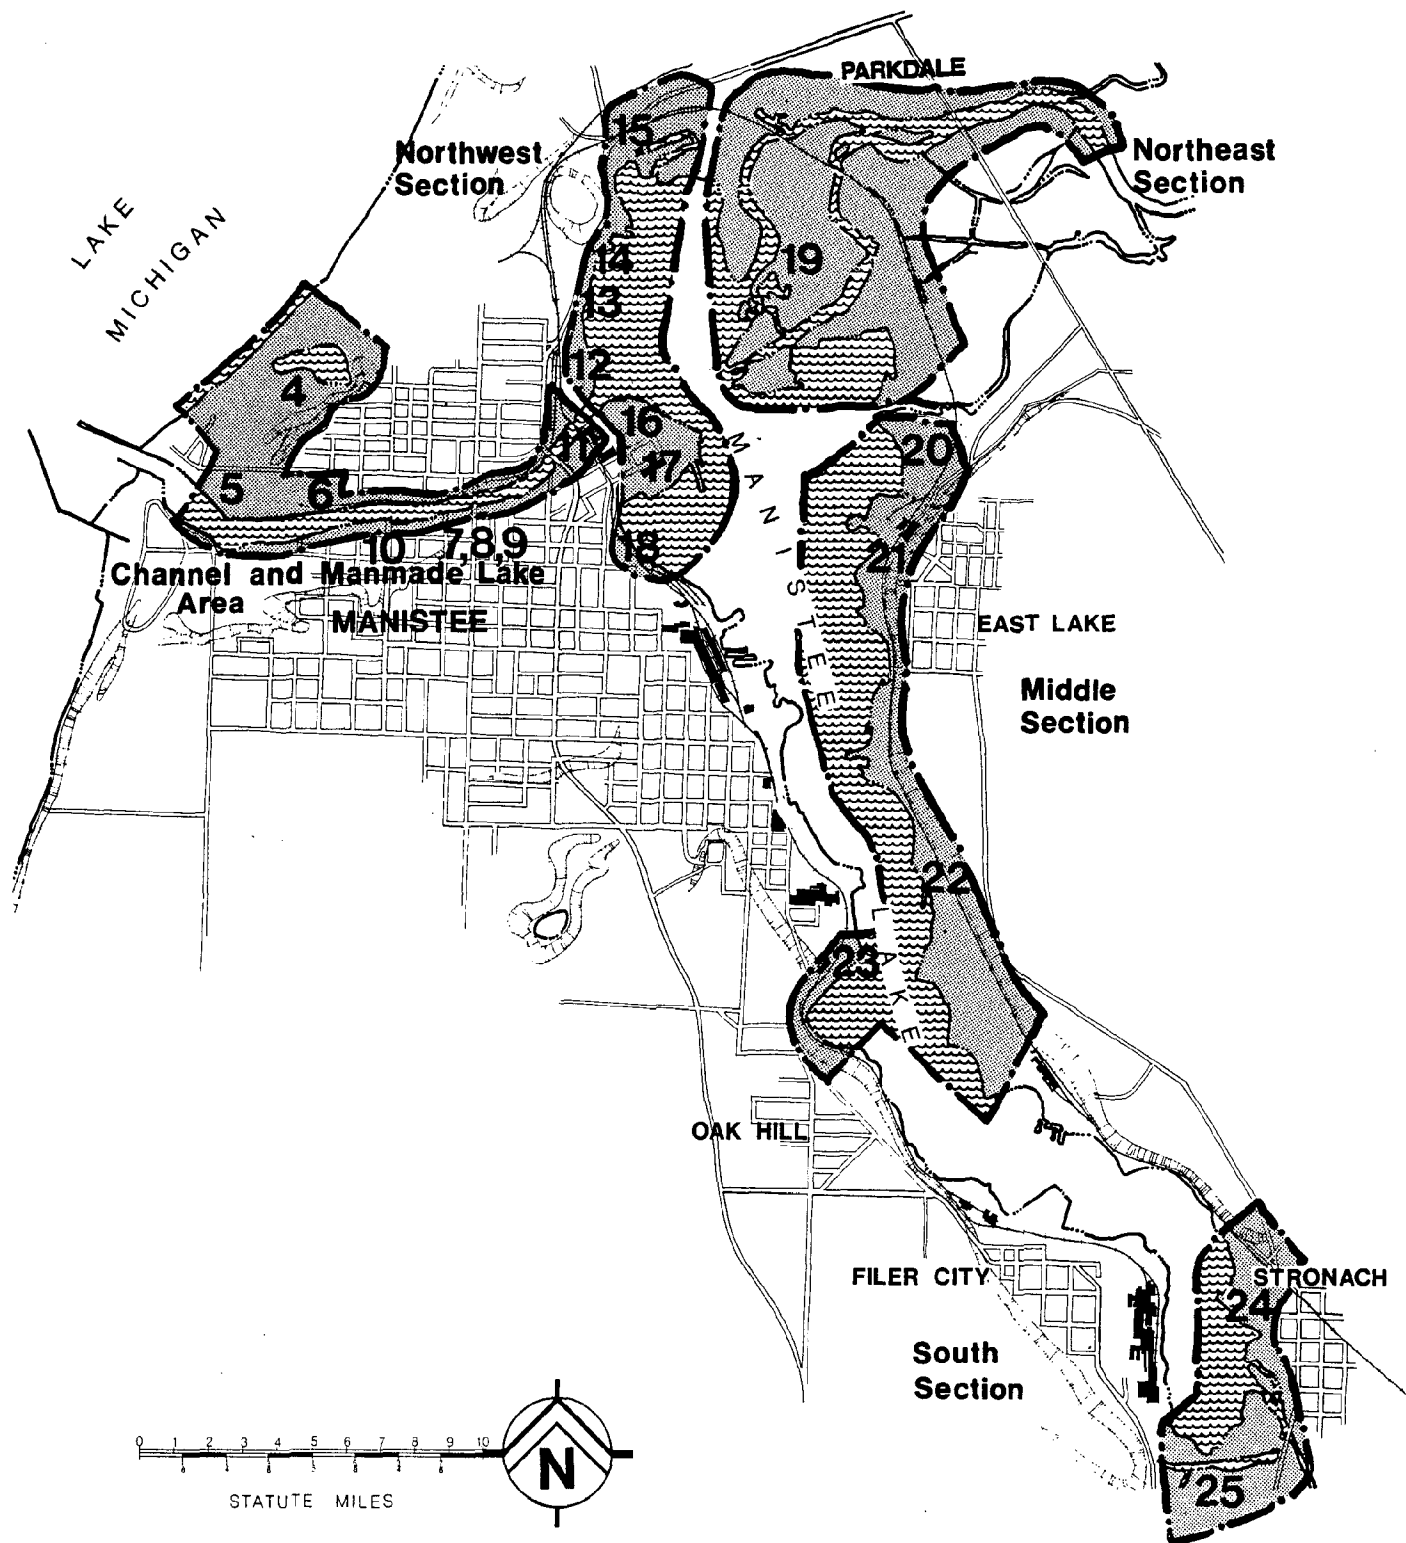 PARKDALE
15
Northwest
Section
Northeast
Section
LAKE
MICHIGAN
14
19
13
12
4
16
11
17
20
5
6
10
7,8,9
18
21
MANISTEE
LAKE
Channel and Manmade Lake
Area
MANISTEE
EAST LAKE
Middle
Section
22
23
OAK HILL
FILER CITY
STRONACH
24
South
Section
25
0 1 2 3 4 5 6 7 8 9 10
STATUTE MILES
N